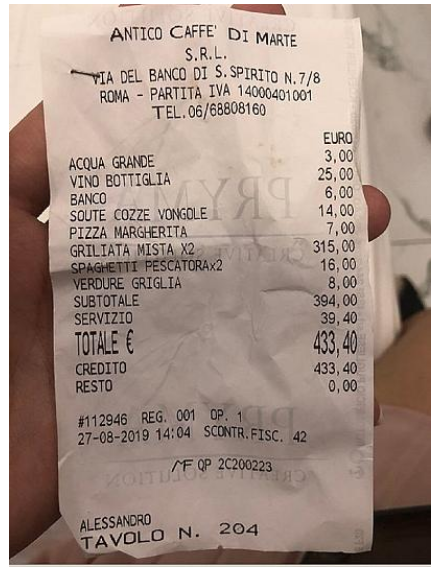 ANTICO CAFFE' DI MARTE
S.R.L.
VIA DEL BANCO DI S.SPIRITO N.7/8
ROMA - PARTITA IVA 14000401001
TEL.06/68808160
EURO
ACQUA GRANDE 3,00
VINO BOTTIGLIA 25,00
BANCO 6,00
SOUTE COZZE VONGOLE 14,00
PIZZA MARGHERITA 7,00
GRILIATA MISTA X2 315,00
SPAGHETTI PESCATORAx2 16,00
VERDURE GRIGLIA 8,00
SUBTOTALE 394,00
SERVIZIO 39,40
TOTALE € 433,40
CREDITO 433,40
RESTO 0,00
#112946 REG. 001 OP. 1
27-08-2019 14:04 SCONTR.FISC. 42
MF QP 2C200223
ALESSANDRO
TAVOLO N. 204